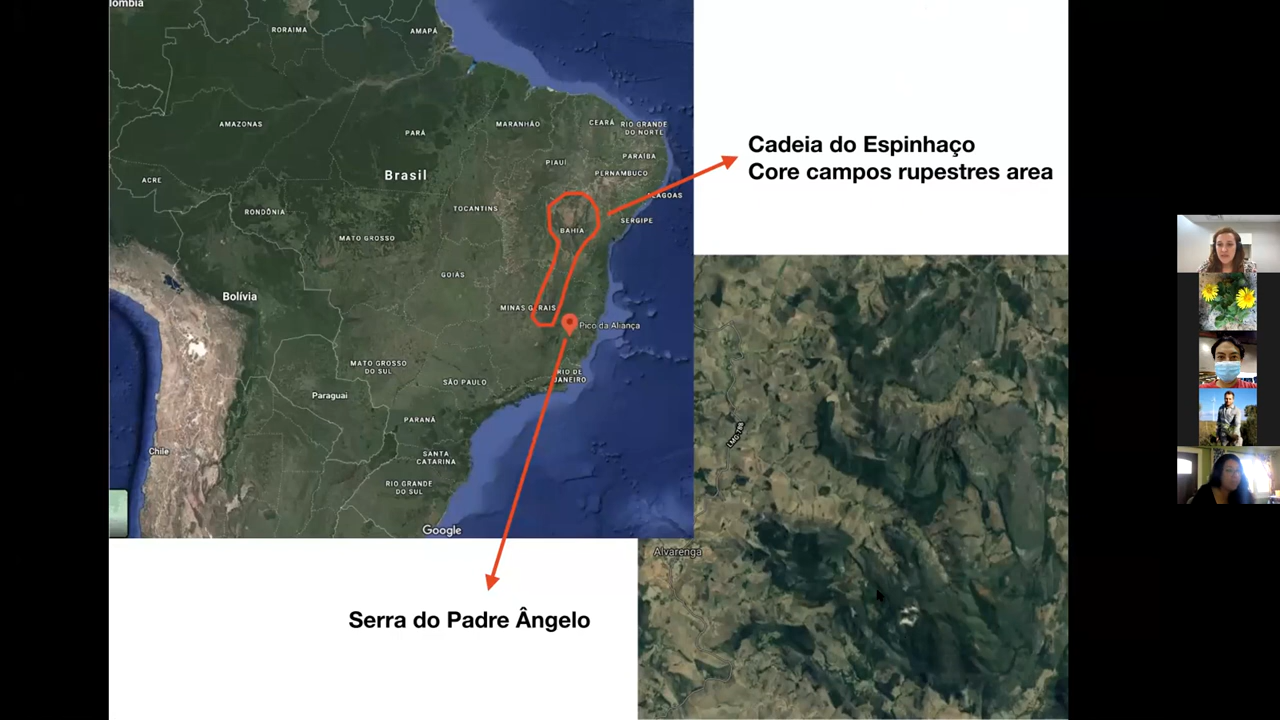 lombia
RORAIMA
AMAPÁ
AMAZONAS
PARÁ
MARANHÃO
CEARÁ
RIO GRANDE
DO NORTE
PARAÍBA
PIAUÍ
PERNAMBUCO
Brasil
ACRE
ALAGOAS
TOCANTINS
RONDÔNIA
SERGIPE
BAHIA
MATO GROSSO
GOIÁS
Bolívia
MINAS GERAIS
Pico da Aliança
MATO GROSSO
DO SUL
RIO DE
JANEIRO
SÃO PAULO
Paraguai
PARANÁ
Chile
SANTA
CATARINA
RIO GRANDE
DO SUL
Google
Cadeia do Espinhaço
Core campos rupestres area
LMG-789
Alvarenga
Serra do Padre Ângelo